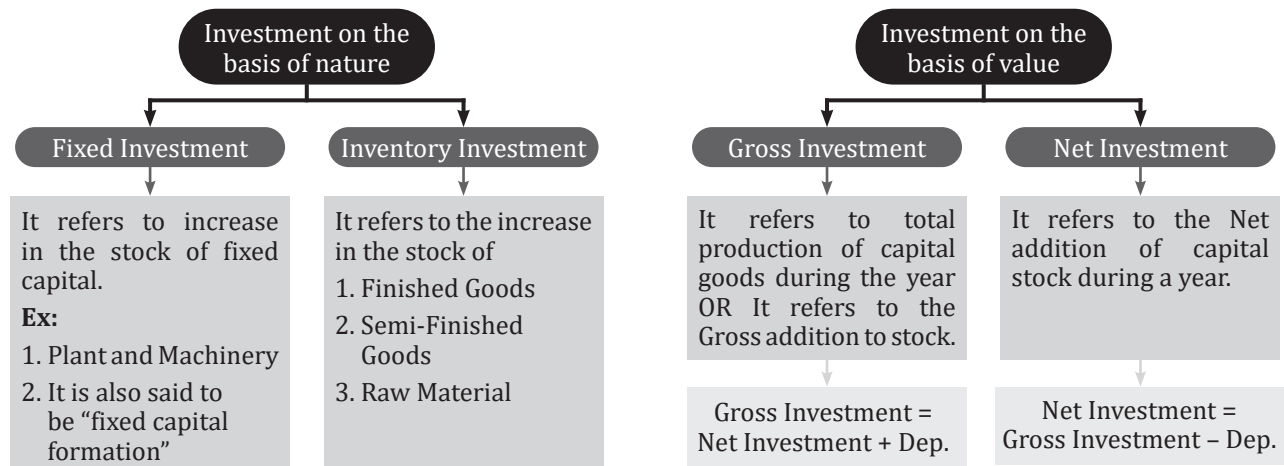 Investment on the
basis of nature
Fixed Investment
It refers to increase
in the stock of fixed
capital.
Ex:
1. Plant and Machinery
2. It is also said to
be “fixed capital
formation”
Inventory Investment
It refers to the increase
in the stock of
1. Finished Goods
2. Semi-Finished
Goods
3. Raw Material
Investment on the
basis of value
Gross Investment
It refers to total
production of capital
goods during the year
OR It refers to the
Gross addition to stock.
Gross Investment =
Net Investment + Dep.
Net Investment
It refers to the Net
addition of capital
stock during a year.
Net Investment =
Gross Investment – Dep.